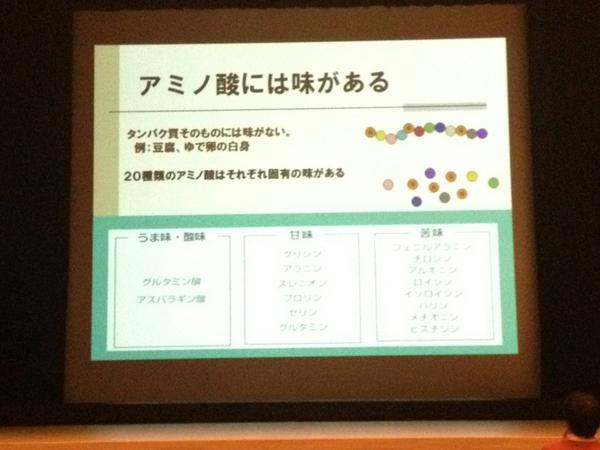 アミノ酸には味がある
タンパク質そのものには味がない。
例：豆腐、ゆで卵の白身
20種類のアミノ酸はそれぞれ固有の味がある
うま味・酸味
グルタミン酸
アスパラギン酸
甘味
グリシン
アラニン
スレニオン
プロリン
セリン
グルタミン
苦味
フェニルアラニン
チロシン
アルギニン
ロイシン
イソロイシン
バリン
メチオニン
ヒスチジン